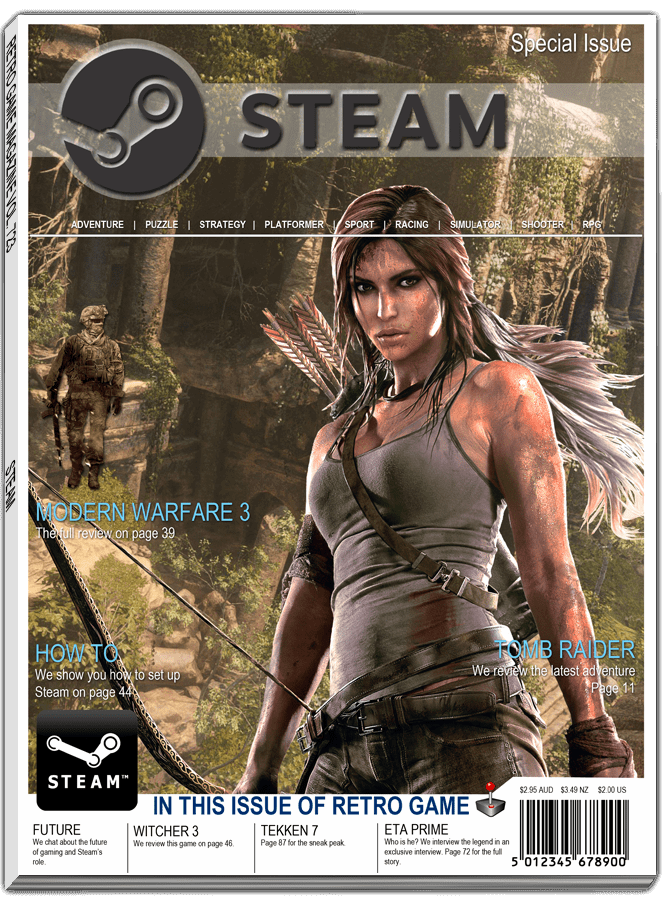 Special Issue
STEAM
ADVENTURE | PUZZLE | STRATEGY | PLATFORMER | SPORT | RACING | SIMULATOR | SHOOTER | RPG
RETRO GAME MAGAZINE VOL_
STEAM
MODERN WARFARE 3
The full review on page 39
HOW TO
We show you how to set up
Steam on page 44
TOMB RAIDER
We review the latest adventure
Page 11
STEAM™
IN THIS ISSUE OF RETRO GAME
$2.95 AUD $3.49 NZ $2.00 US
FUTURE
We chat about the future
of gaming and Steam's
role.
WITCHER 3
We review this game on page 46.
TEKKEN 7
Page 87 for the sneak peak.
ETA PRIME
Who is he? We interview the legend in an
exclusive interview. Page 72 for the full
story.
5 012345 678900